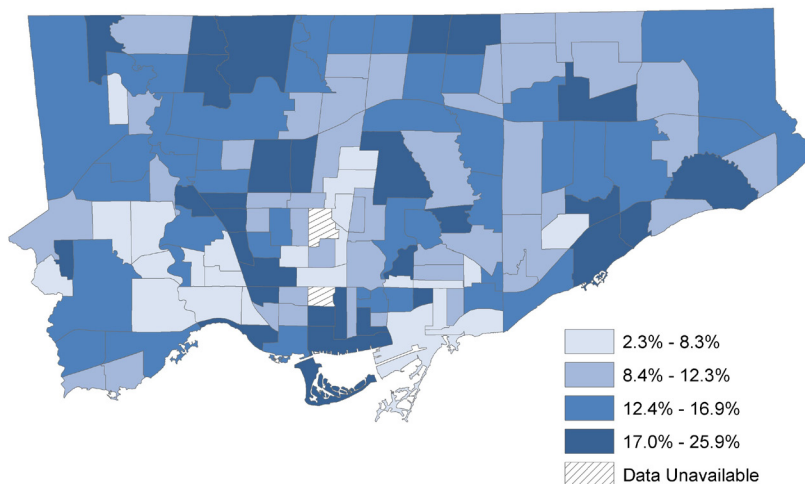 2.3% - 8.3%
8.4% - 12.3%
12.4% - 16.9%
17.0% - 25.9%
Data Unavailable